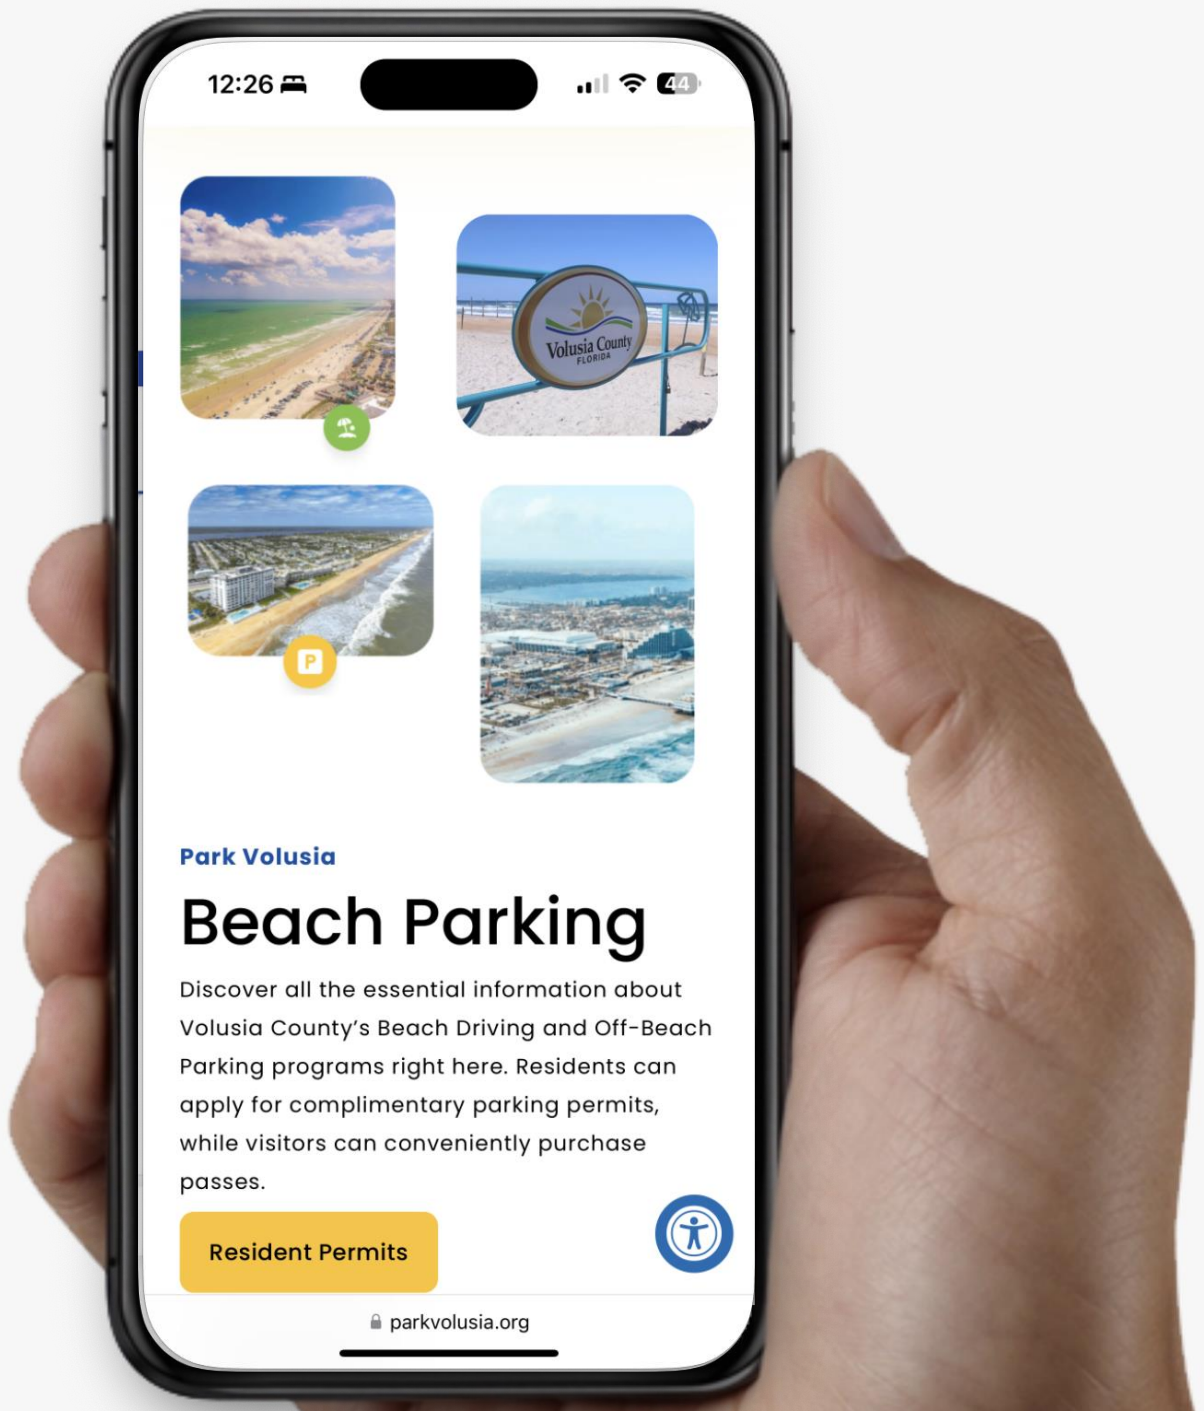 12:26
44
Volusia County
FLORIDA
P
Park Volusia
Beach Parking
Discover all the essential information about
Volusia County’s Beach Driving and Off-Beach
Parking programs right here. Residents can
apply for complimentary parking permits,
while visitors can conveniently purchase
passes.
Resident Permits
parkvolusia.org